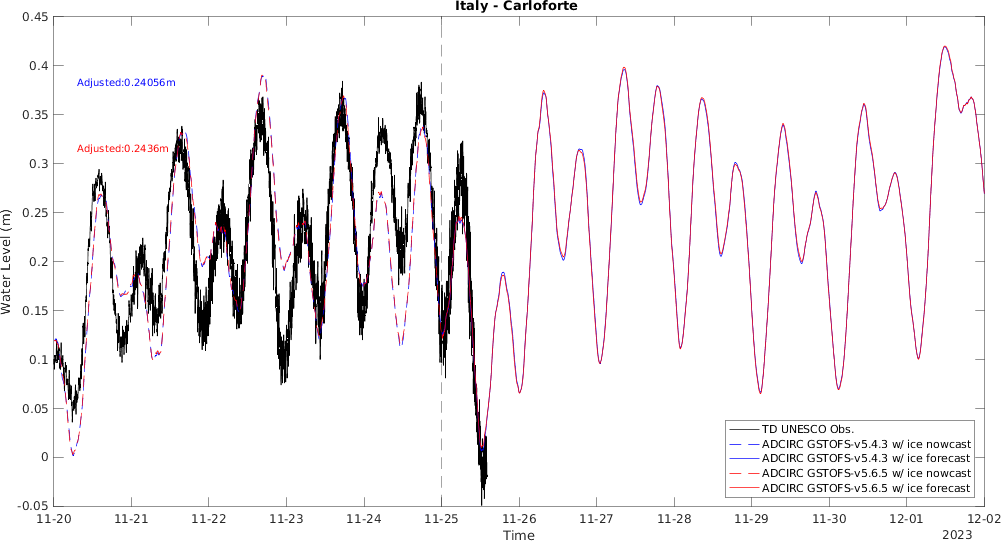 Italy - Carloforte
Water Level (m)
0.45
0.4
0.35
0.3
0.25
0.2
0.15
0.1
0.05
0
-0.05
Adjusted:0.24056m
Adjusted:0.2436m
TD UNESCO Obs.
ADCIRC GSTOFS-v5.4.3 w/ ice nowcast
ADCIRC GSTOFS-v5.4.3 w/ ice forecast
ADCIRC GSTOFS-v5.6.5 w/ ice nowcast
ADCIRC GSTOFS-v5.6.5 w/ ice forecast
11-20 11-21 11-22 11-23 11-24 11-25 11-26 11-27 11-28 11-29 11-30 12-01 12-02
Time
2023